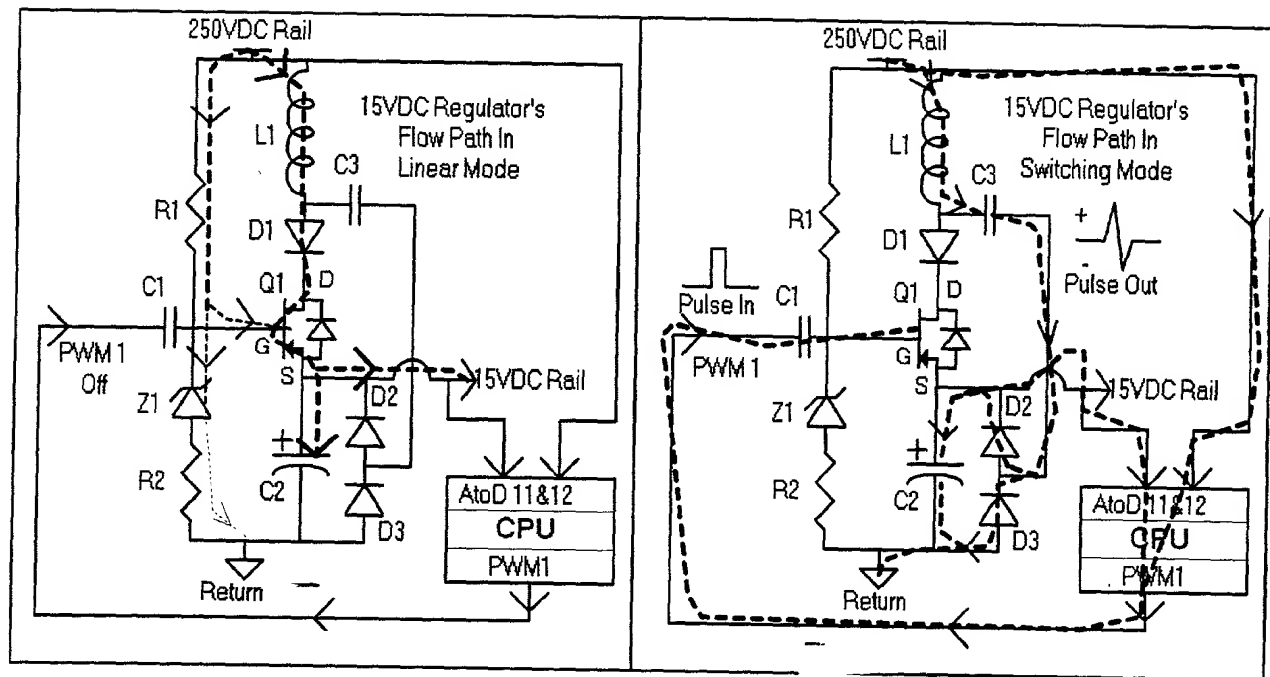 250VDC Rail
15VDC Regulator's
Flow Path In
Linear Mode
L1
C3
R1
D1
Q1
D
C1
G
PWM 1
Off
S
15VDC Rail
Z1
D2
+
R2
C2
AtoD 11&12
CPU
D3
PWM1
Return
250VDC Rail
15VDC Regulator's
Flow Path In
Switching Mode
L1
C3
R1
D1
+
Pulse Out
Q1
D
Pulse In
C1
G
PWM 1
S
15VDC Rail
Z1
D2
+
R2
C2
AtoD 11&12
CPU
D3
PWM1
Return